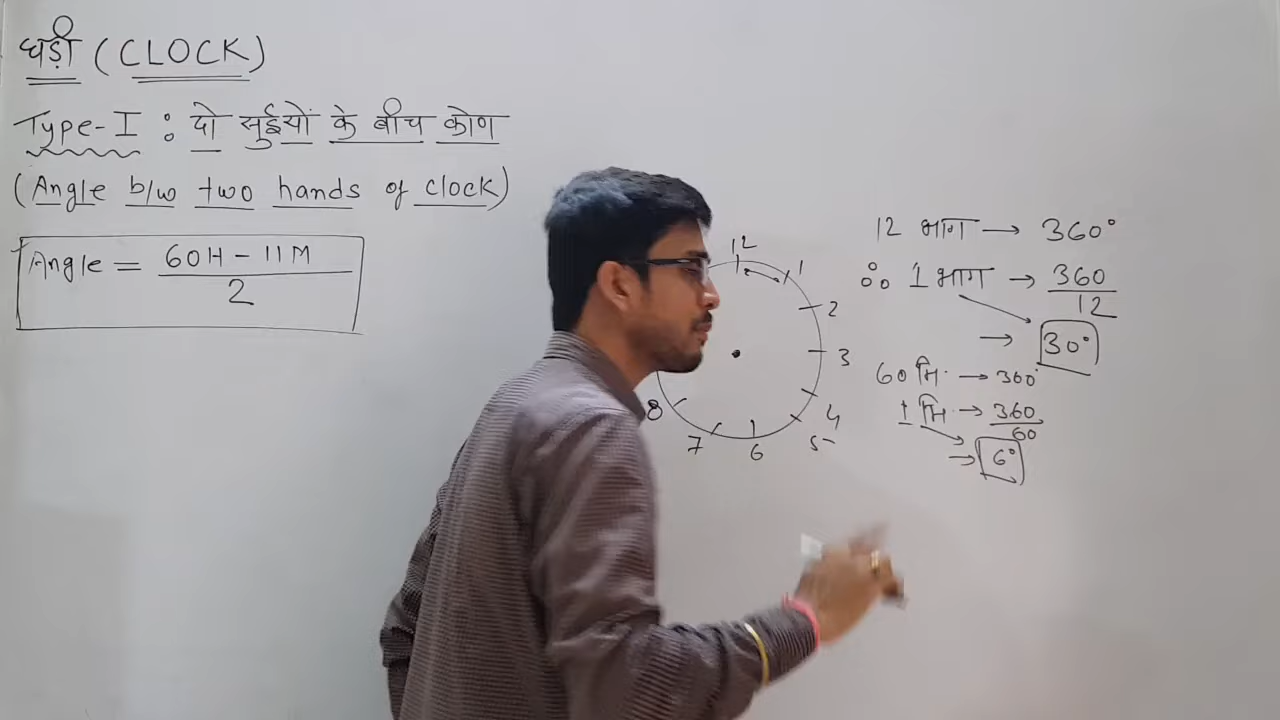 घड़ी (CLOCK)
Type-I : दो सुईयों के बीच कोण
(Angle b/w two hands of clock)
Angle = 60H - 11M
2
12
1
2
3
4
5
6
7
8
12 भाग → 360°
∴ 1 भाग → 360
12
→ 30°
60 मि. → 360°
1 मि. → 360
60
→ 6°